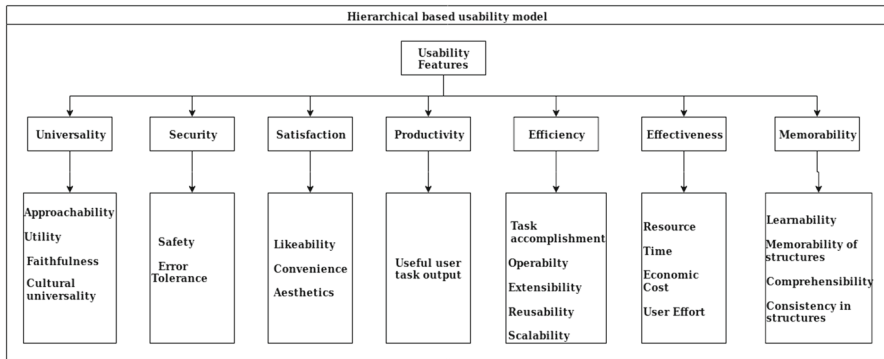 Hierarchical based usability model
Usability
Features
Universality
Security
Satisfaction
Productivity
Efficiency
Effectiveness
Memorability
Approachability
Utility
Faithfulness
Cultural
universality
Safety
Error
Tolerance
Likeability
Convenience
Aesthetics
Useful user
task output
Task
accomplishment
Operabilty
Extensibility
Reusability
Scalability
Resource
Time
Economic
Cost
User Effort
Learnability
Memorability of
structures
Comprehensibility
Consistency in
structures